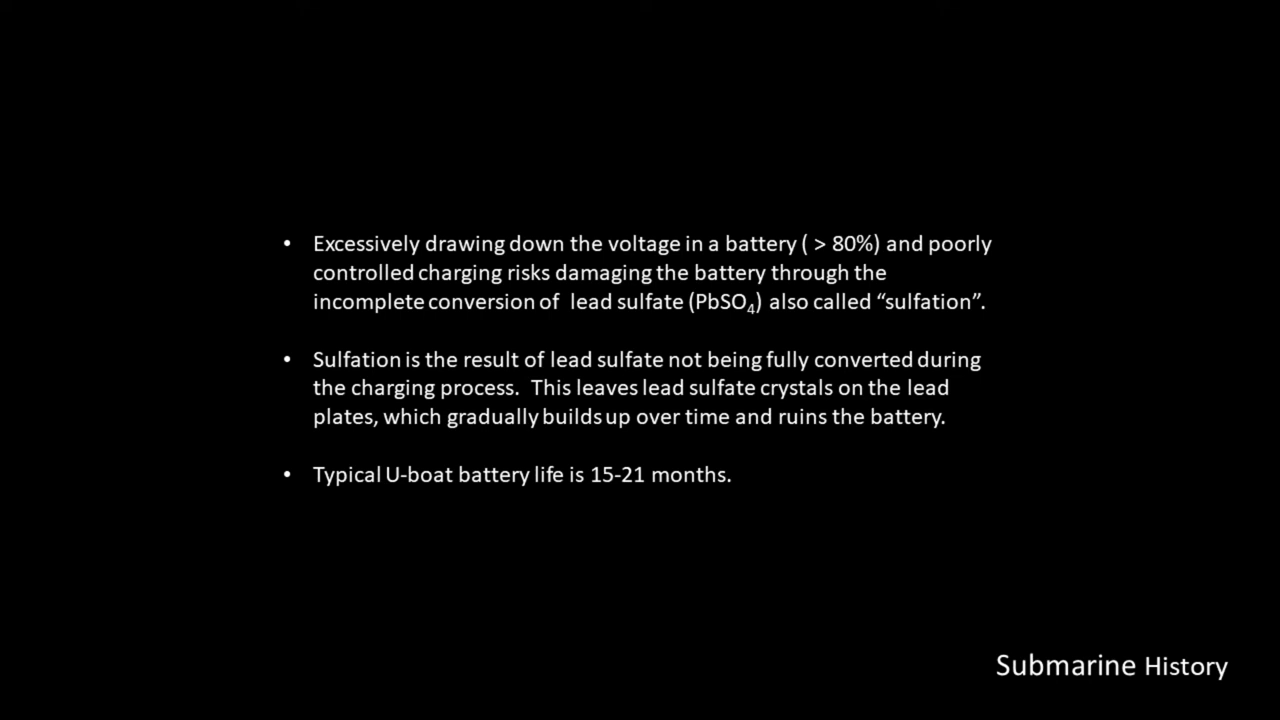 • Excessively drawing down the voltage in a battery ( > 80%) and poorly
controlled charging risks damaging the battery through the
incomplete conversion of  lead sulfate (PbSO₄) also called “sulfation”.
• Sulfation is the result of lead sulfate not being fully converted during
the charging process.  This leaves lead sulfate crystals on the lead
plates, which gradually builds up over time and ruins the battery.
• Typical U-boat battery life is 15-21 months.
Submarine History